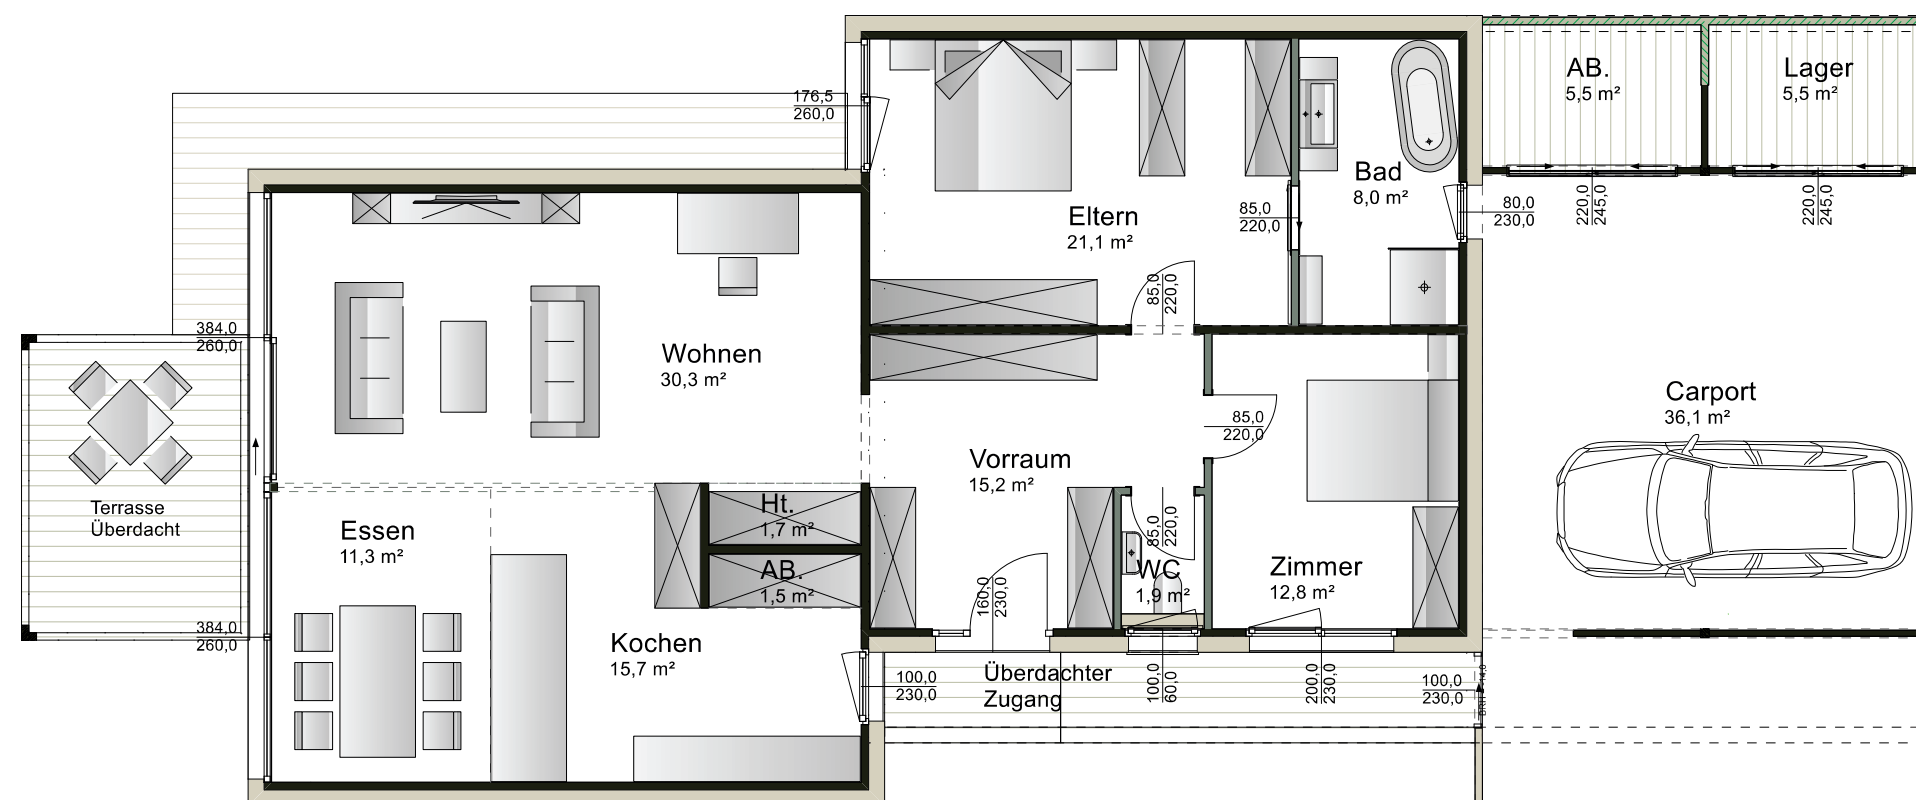 AB.
5,5 m²
Lager
5,5 m²
176,5
260,0
Bad
8,0 m²
Eltern
21,1 m²
85,0
220,0
80,0
230,0
220,0
245,0
220,0
245,0
85,0
220,0
384,0
260,0
Wohnen
30,3 m²
Carport
36,1 m²
85,0
220,0
Vorraum
15,2 m²
Terrasse
Überdacht
Essen
11,3 m²
Ht.
1,7 m²
AB.
1,5 m²
85,0
220,0
WC
1,9 m²
Zimmer
12,8 m²
160,0
230,0
384,0
260,0
Kochen
15,7 m²
100,0
230,0
Überdachter
Zugang
100,0
60,0
200,0
230,0
100,0
230,0